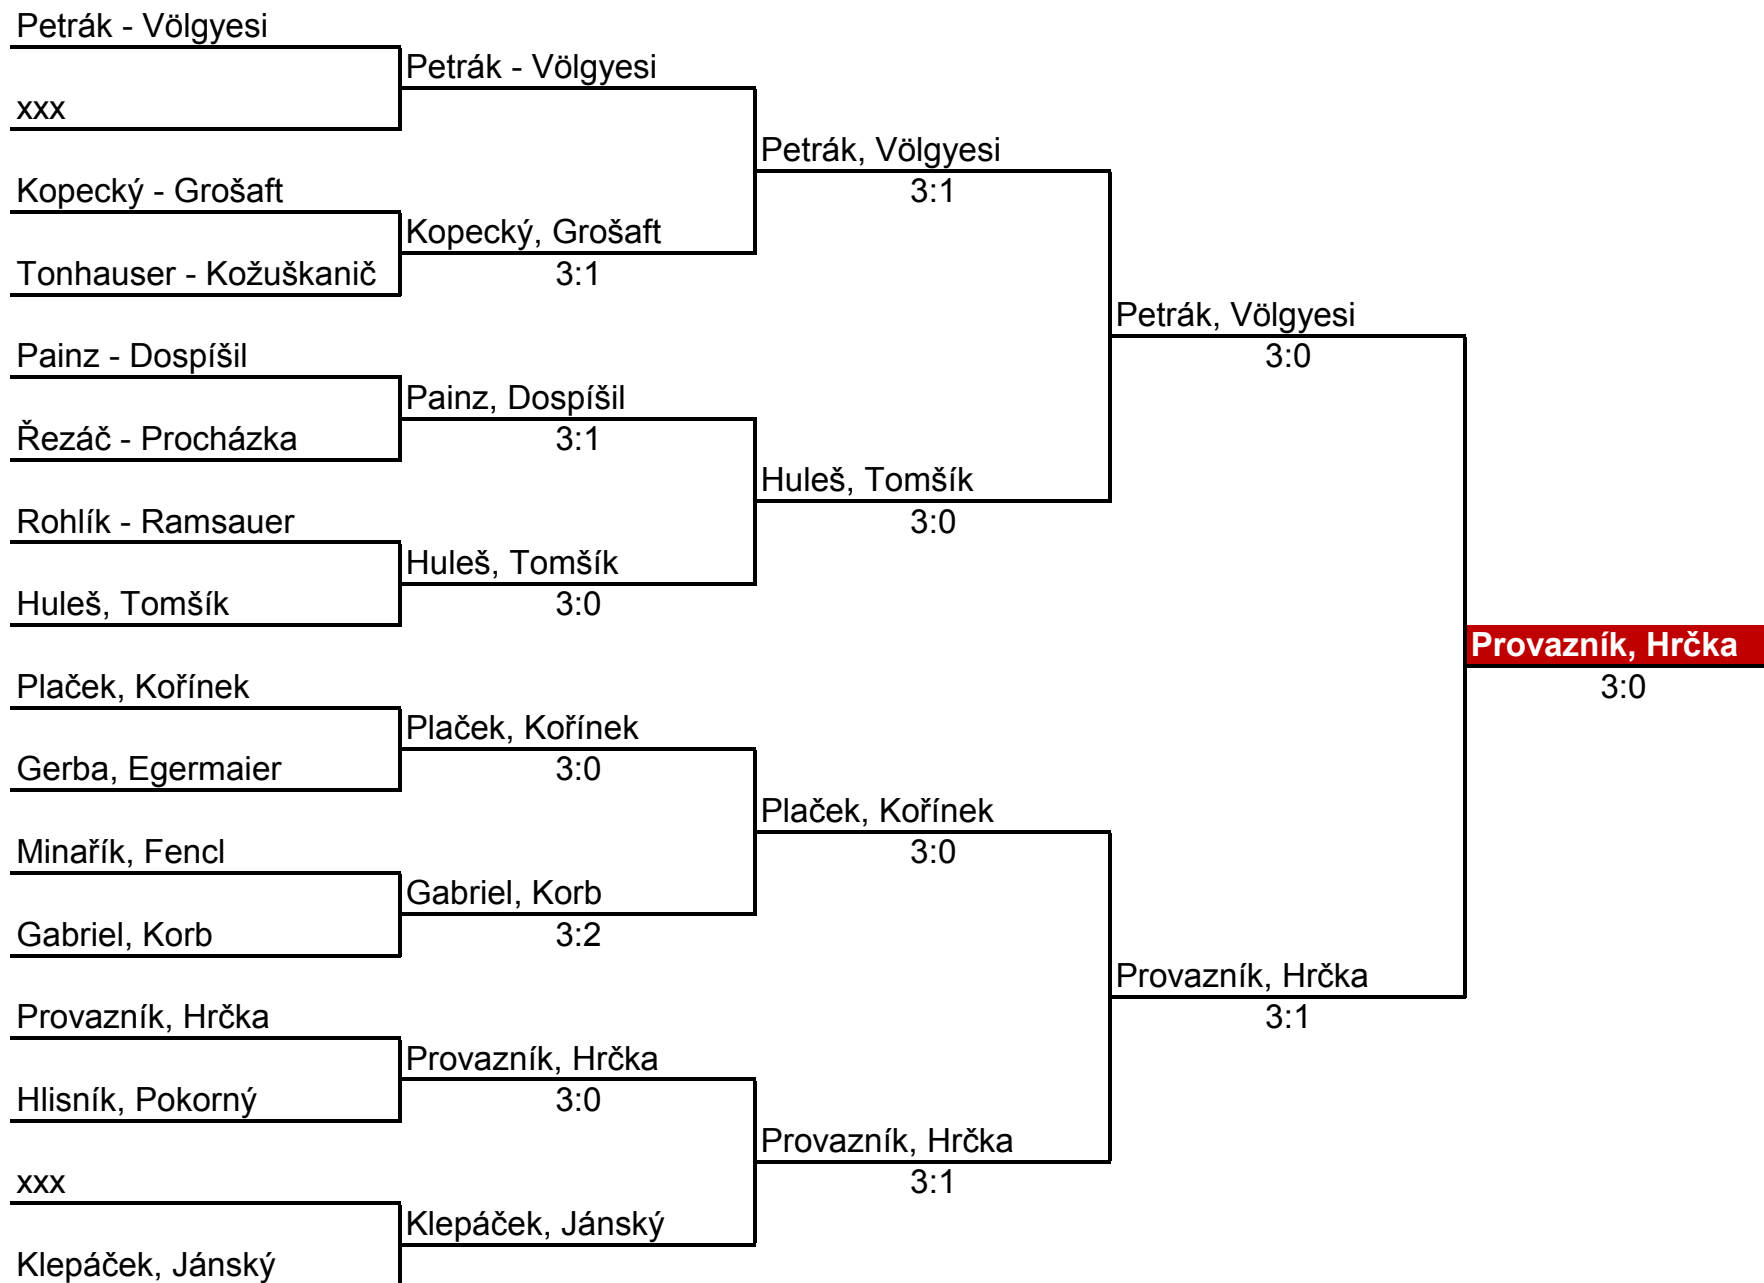 Petrák - Völgyesi
xxx
Kopecký - Grošaft
Tonhauser - Kožuškanič
Painz - Dospíšil
Řezáč - Procházka
Rohlík - Ramsauer
Huleš, Tomšík
Plaček, Kořínek
Gerba, Egermaier
Minařík, Fencl
Gabriel, Korb
Provazník, Hrčka
Hlisník, Pokorný
xxx
Klepáček, Jánský
Petrák - Völgyesi
Kopecký, Grošaft
3:1
Painz, Dospíšil
3:1
Huleš, Tomšík
3:0
Plaček, Kořínek
3:0
Gabriel, Korb
3:2
Provazník, Hrčka
3:0
Klepáček, Jánský
Petrák, Völgyesi
3:1
Huleš, Tomšík
3:0
Plaček, Kořínek
3:0
Provazník, Hrčka
3:1
Petrák, Völgyesi
3:0
Provazník, Hrčka
3:1
Provazník, Hrčka
3:0